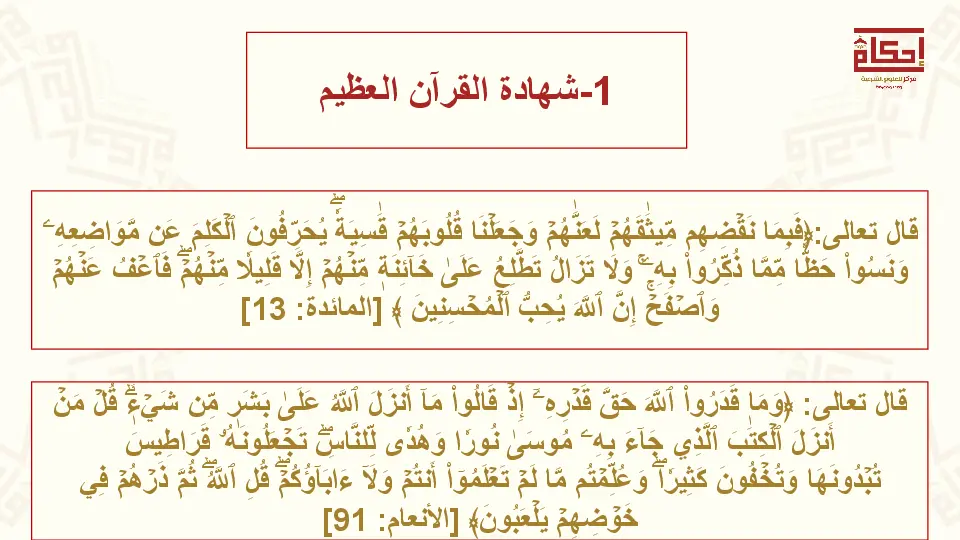 إحكام
مركز للعلوم الشرعية
1-شهادة القرآن العظيم
قال تعالى:﴿فَبِمَا نَقۡضِهِم مِّيثَٰقَهُمۡ لَعَنَّٰهُمۡ وَجَعَلۡنَا قُلُوبَهُمۡ قَٰسِيَةٗۖ يُحَرِّفُونَ ٱلۡكَلِمَ عَن مَّوَاضِعِهِۦ
وَنَسُواْ حَظّٗا مِّمَّا ذُكِّرُواْ بِهِۦۚ وَلَا تَزَالُ تَطَّلِعُ عَلَىٰ خَآئِنَةٖ مِّنۡهُمۡ إِلَّا قَلِيلٗا مِّنۡهُمۡۖ فَٱعۡفُ عَنۡهُمۡ
وَٱصۡفَحۡۚ إِنَّ ٱللَّهَ يُحِبُّ ٱلۡمُحۡسِنِينَ ﴾ [المائدة: 13]
قال تعالى: ﴿وَمَا قَدَرُواْ ٱللَّهَ حَقَّ قَدۡرِهِۦٓ إِذۡ قَالُواْ مَآ أَنزَلَ ٱللَّهُ عَلَىٰ بَشَرٖ مِّن شَيۡءٖۗ قُلۡ مَنۡ
أَنزَلَ ٱلۡكِتَٰبَ ٱلَّذِي جَآءَ بِهِۦ مُوسَىٰ نُورٗا وَهُدٗى لِّلنَّاسِۖ تَجۡعَلُونَهُۥ قَرَاطِيسَ
تُبۡدُونَهَا وَتُخۡفُونَ كَثِيرٗاۖ وَعُلِّمۡتُم مَّا لَمۡ تَعۡلَمُوٓاْ أَنتُمۡ وَلَآ ءَابَآؤُكُمۡۖ قُلِ ٱللَّهُۖ ثُمَّ ذَرۡهُمۡ فِي
خَوۡضِهِمۡ يَلۡعَبُونَ﴾ [الأنعام: 91]